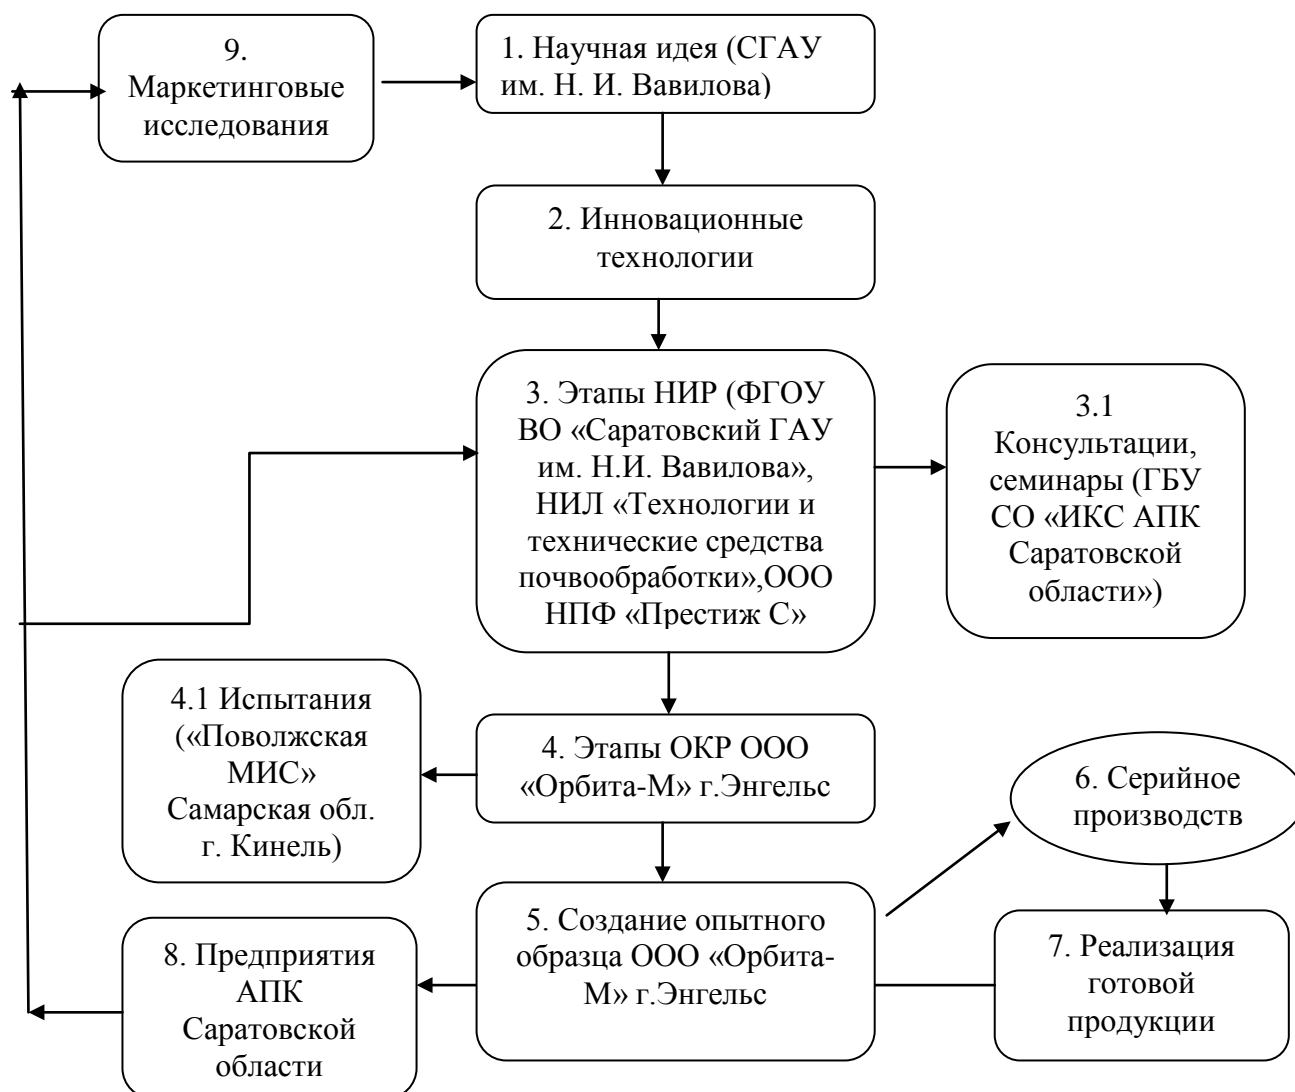 9.
Маркетинговые
исследования
1. Научная идея (СГАУ
им. Н. И. Вавилова)
2. Инновационные
технологии
3. Этапы НИР (ФГОУ
ВО «Саратовский ГАУ
им. Н.И. Вавилова»,
НИЛ «Технологии и
технические средства
почвообработки»,ООО
НПФ «Престиж С»
3.1
Консультации,
семинары (ГБУ
СО «ИКС АПК
Саратовской
области»)
4.1 Испытания
(«Поволжская
МИС»
Самарская обл.
г. Кинель)
4. Этапы ОКР ООО
«Орбита-М» г.Энгельс
6. Серийное
производств
5. Создание опытного
образца ООО «Орбита-
М» г.Энгельс
7. Реализация
готовой
продукции
8. Предприятия
АПК
Саратовской
области